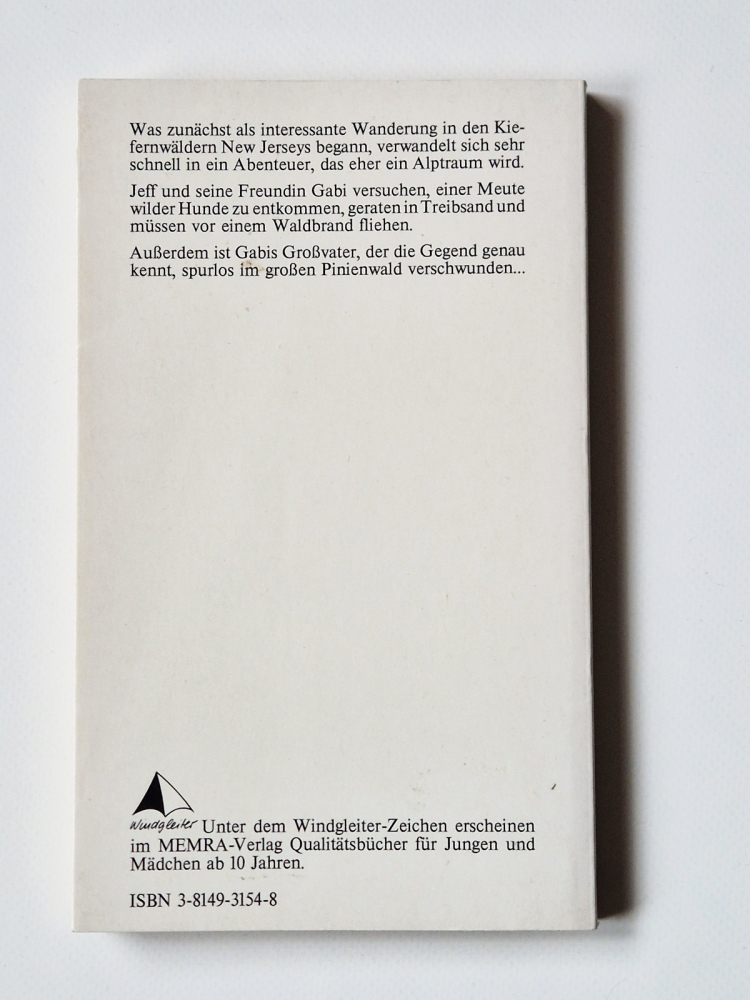 Was zunächst als interessante Wanderung in den Kie-
fernwäldern New Jerseys begann, verwandelt sich sehr
schnell in ein Abenteuer, das eher ein Alptraum wird.
Jeff und seine Freundin Gabi versuchen, einer Meute
wilder Hunde zu entkommen, geraten in Treibsand und
müssen vor einem Waldbrand fliehen.
Außerdem ist Gabis Großvater, der die Gegend genau
kennt, spurlos im großen Pinienwald verschwunden...
Windgleiter Unter dem Windgleiter-Zeichen erscheinen
im MEMRA-Verlag Qualitätsbücher für Jungen und
Mädchen ab 10 Jahren.
ISBN 3-8149-3154-8